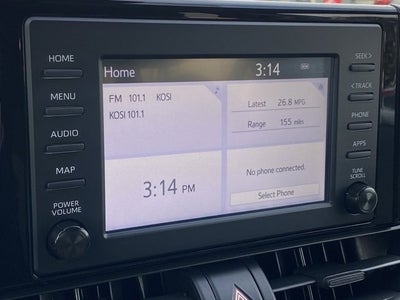 HOME
MENU
AUDIO
MAP
POWER
VOLUME
Home 3:14
FM 101.1 KOSI
KOSI 101.1
Latest 26.8 MPG
Range 155 miles
3:14 PM
No phone connected.
Select Phone
SEEK >
< TRACK
PHONE
APPS
TUNE
SCROLL